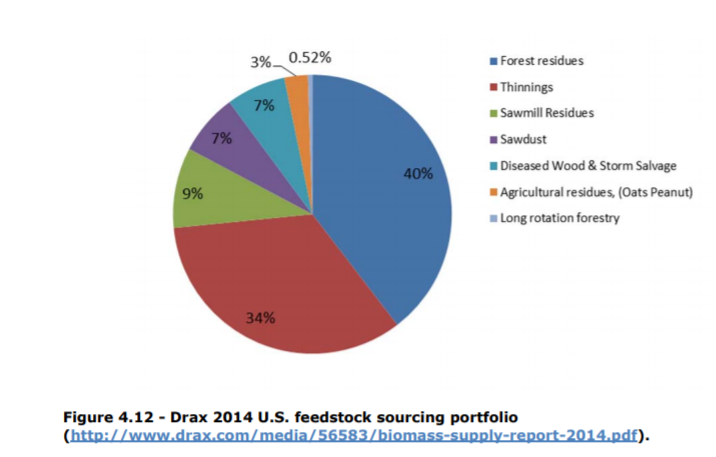 3% 0.52%
7%
7%
9%
40%
34%
Forest residues
Thinnings
Sawmill Residues
Sawdust
Diseased Wood & Storm Salvage
Agricultural residues, (Oats Peanut)
Long rotation forestry
Figure 4.12 - Drax 2014 U.S. feedstock sourcing portfolio
(http://www.drax.com/media/56583/biomass-supply-report-2014.pdf).